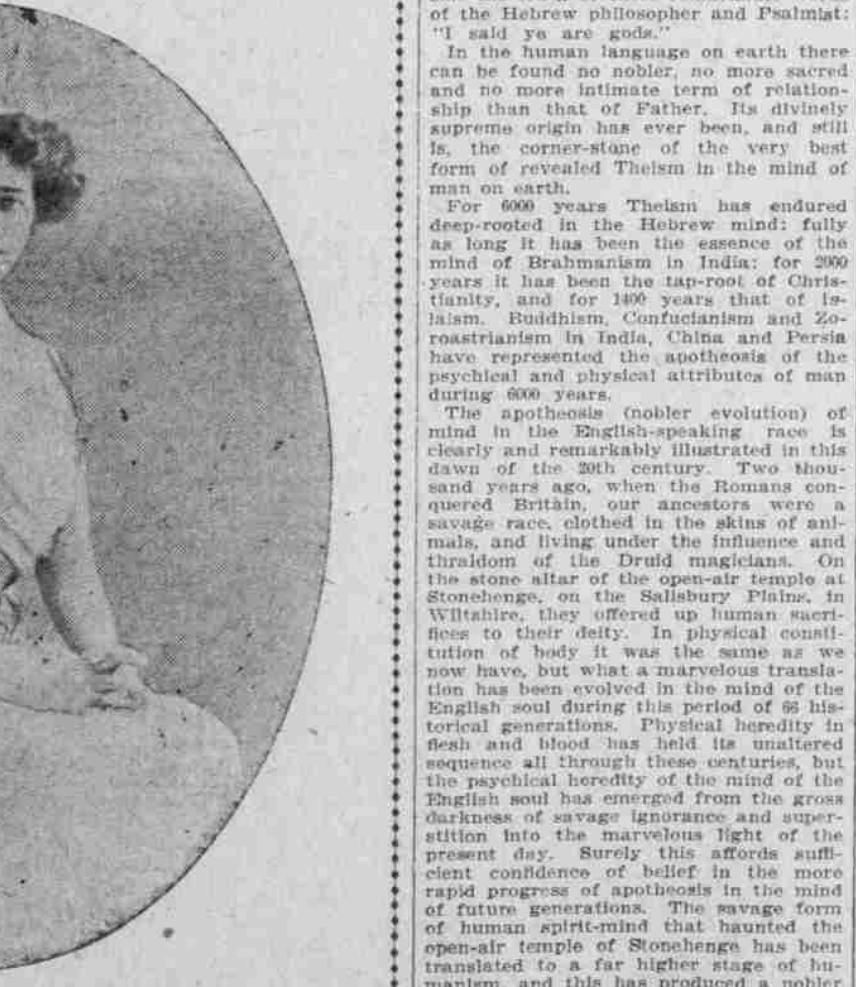 of the Hebrew philosopher and Psalmist:
"I said ye are gods."
In the human language on earth there
can be found no nobler, no more sacred
and no more intimate term of relation-
ship than that of Father. Its divinely
supreme origin has ever been, and still
is, the corner-stone of the very best
form of revealed Theism in the mind of
man on earth.
For 6000 years Theism has endured
deep-rooted in the Hebrew mind; fully
as long it has been the essence of the
mind of Brahmanism in India; for 2000
years it has been the tap-root of Chris-
tianity, and for 1400 years that of Is-
laism. Buddhism, Confucianism and Zo-
roastrianism in India, China and Persia
have represented the apotheosis of the
psychical and physical attributes of man
during 6000 years.
The apotheosis (nobler evolution) of
mind in the English-speaking race is
clearly and remarkably illustrated in this
dawn of the 20th century. Two thou-
sand years ago, when the Romans con-
quered Britain, our ancestors were a
savage race, clothed in the skins of ani-
mals, and living under the influence and
thraldom of the Druid magicians. On
the stone altar of the open-air temple at
Stonehenge, on the Salisbury Plains, in
Wiltshire, they offered up human sacri-
fices to their deity. In physical consti-
tution of body it was the same as we
now have, but what a marvelous transla-
tion has been evolved in the mind of the
English soul during this period of 66 his-
torical generations. Physical heredity in
flesh and blood has held its unaltered
sequence all through these centuries, but
the psychical heredity of the mind of the
English soul has emerged from the gross
darkness of savage ignorance and super-
stition into the marvelous light of the
present day. Surely this affords suffi-
cient confidence of belief in the more
rapid progress of apotheosis in the mind
of future generations. The savage form
of human spirit-mind that haunted the
open-air temple of Stonehenge has been
translated to a far higher stage of hu-
manism, and this has produced a nobler